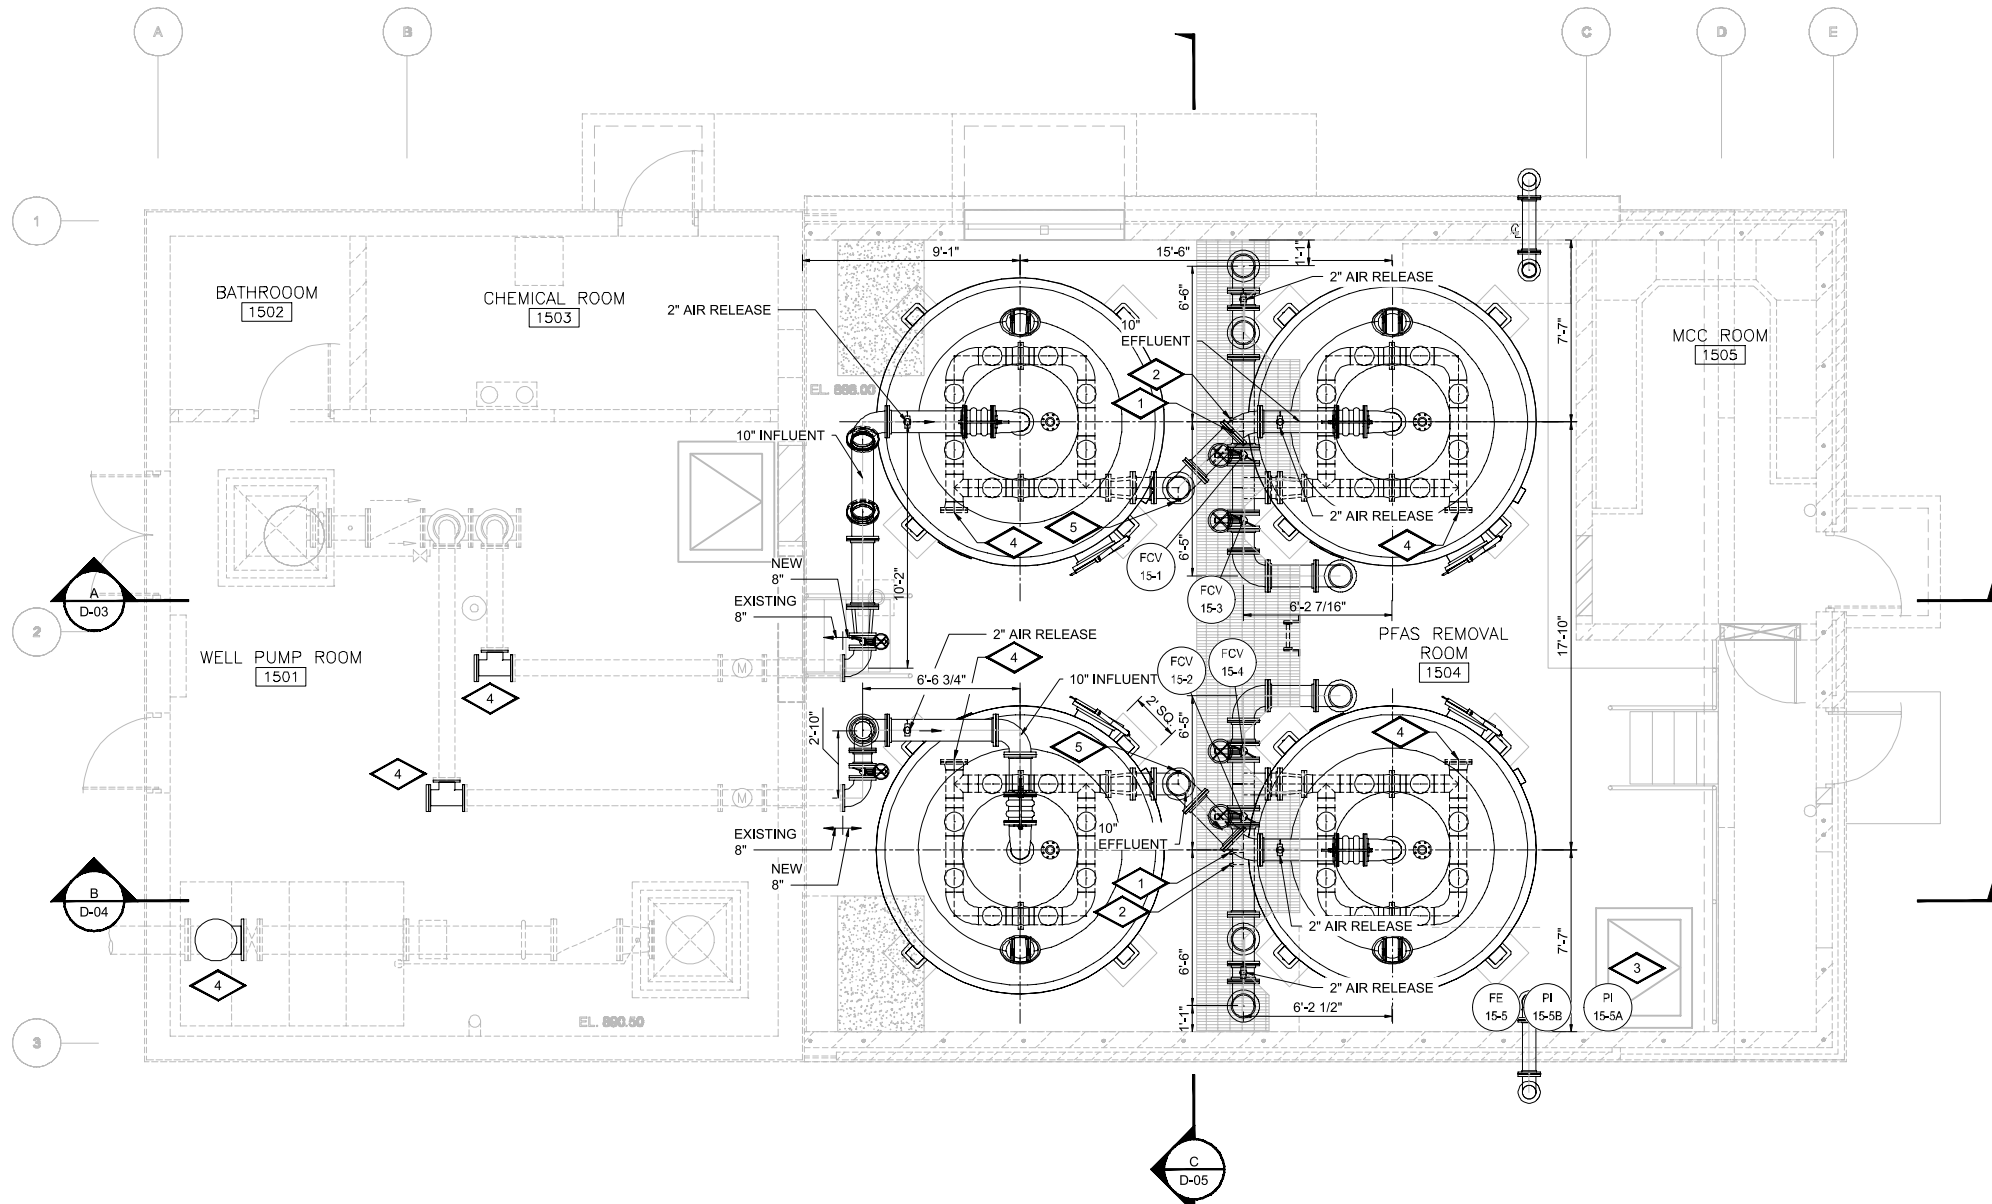 A
B
C
D
E
1
2
3
9'-1"
15'-6"
1'-1"
2" AIR RELEASE
6'-6"
7'-7"
BATHROOOM
1502
CHEMICAL ROOM
1503
2" AIR RELEASE
10"
EFFLUENT
MCC ROOM
1505
EL. 888.00
2
1
10" INFLUENT
2" AIR RELEASE
5
4
4
6'-5"
FCV
15-1
FCV
15-3
NEW
8"
EXISTING
8"
10'-2"
6'-2 7/16"
A
D-03
2" AIR RELEASE
4
PFAS REMOVAL
ROOM
1504
17'-10"
WELL PUMP ROOM
1501
M
4
6'-6 3/4"
10" INFLUENT
FCV
15-2
FCV
15-4
2' SQ.
6'-5"
2'-10"
5
4
4
M
EXISTING
8"
NEW
8"
10"
EFFLUENT
1
2
B
D-04
2" AIR RELEASE
6'-6"
7'-7"
3
4
2" AIR RELEASE
6'-2 1/2"
1'-1"
FE
15-5
PI
15-5B
PI
15-5A
EL. 890.50
C
D-05